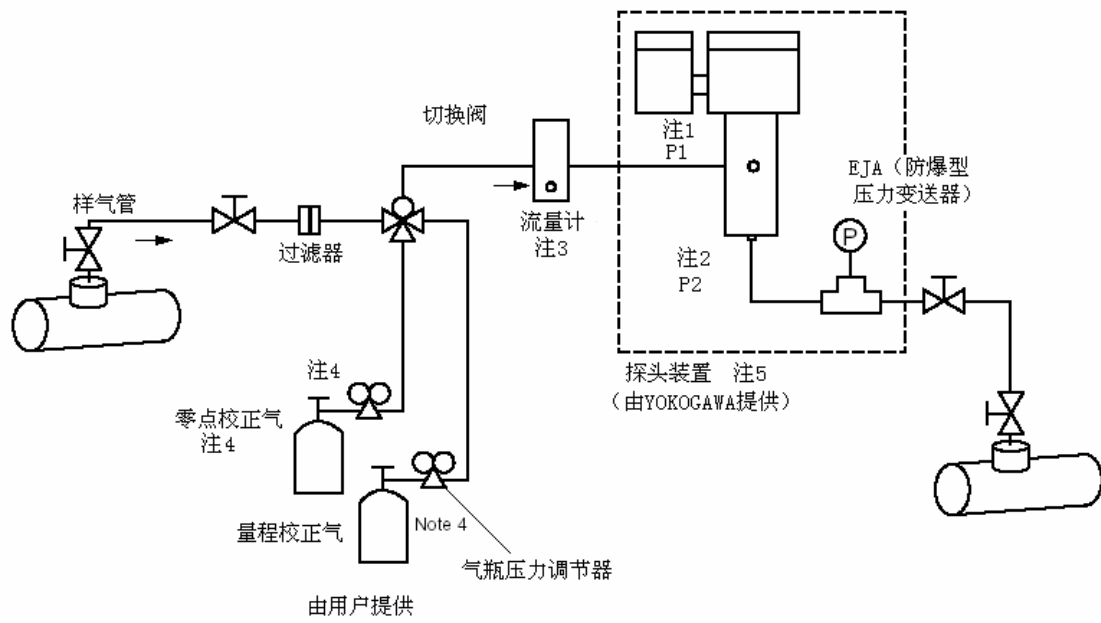 切换阀
注1
P1
样气管
EJA（防爆型
压力变送器）
P
过滤器
流量计
注3
注2
P2
注4
探头装置 注5
（由YOKOGAWA提供）
零点校正气
注4
量程校正气
Note 4
气瓶压力调节器
由用户提供